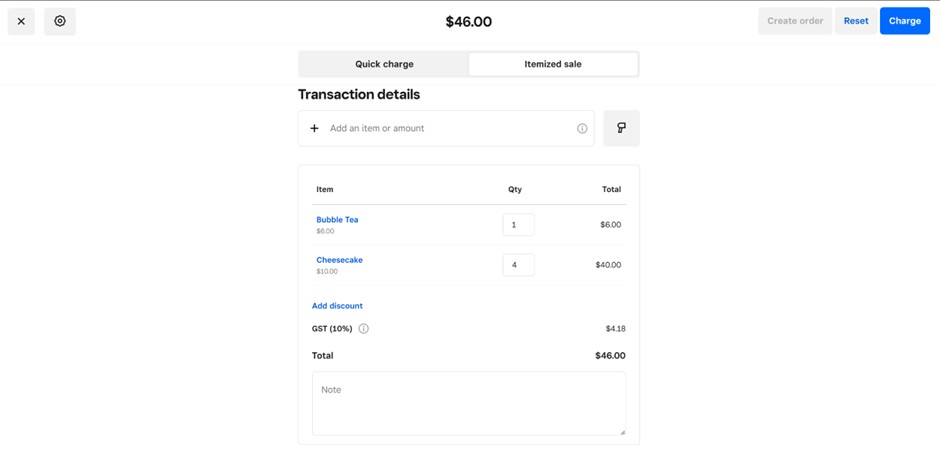 $46.00
Create order
Reset
Charge
Quick charge
Itemized sale
Transaction details
Add an item or amount
Item Qty Total
Bubble Tea
$6.00
1
$6.00
Cheesecake
$10.00
4
$40.00
Add discount
GST (10%) $4.18
Total $46.00
Note